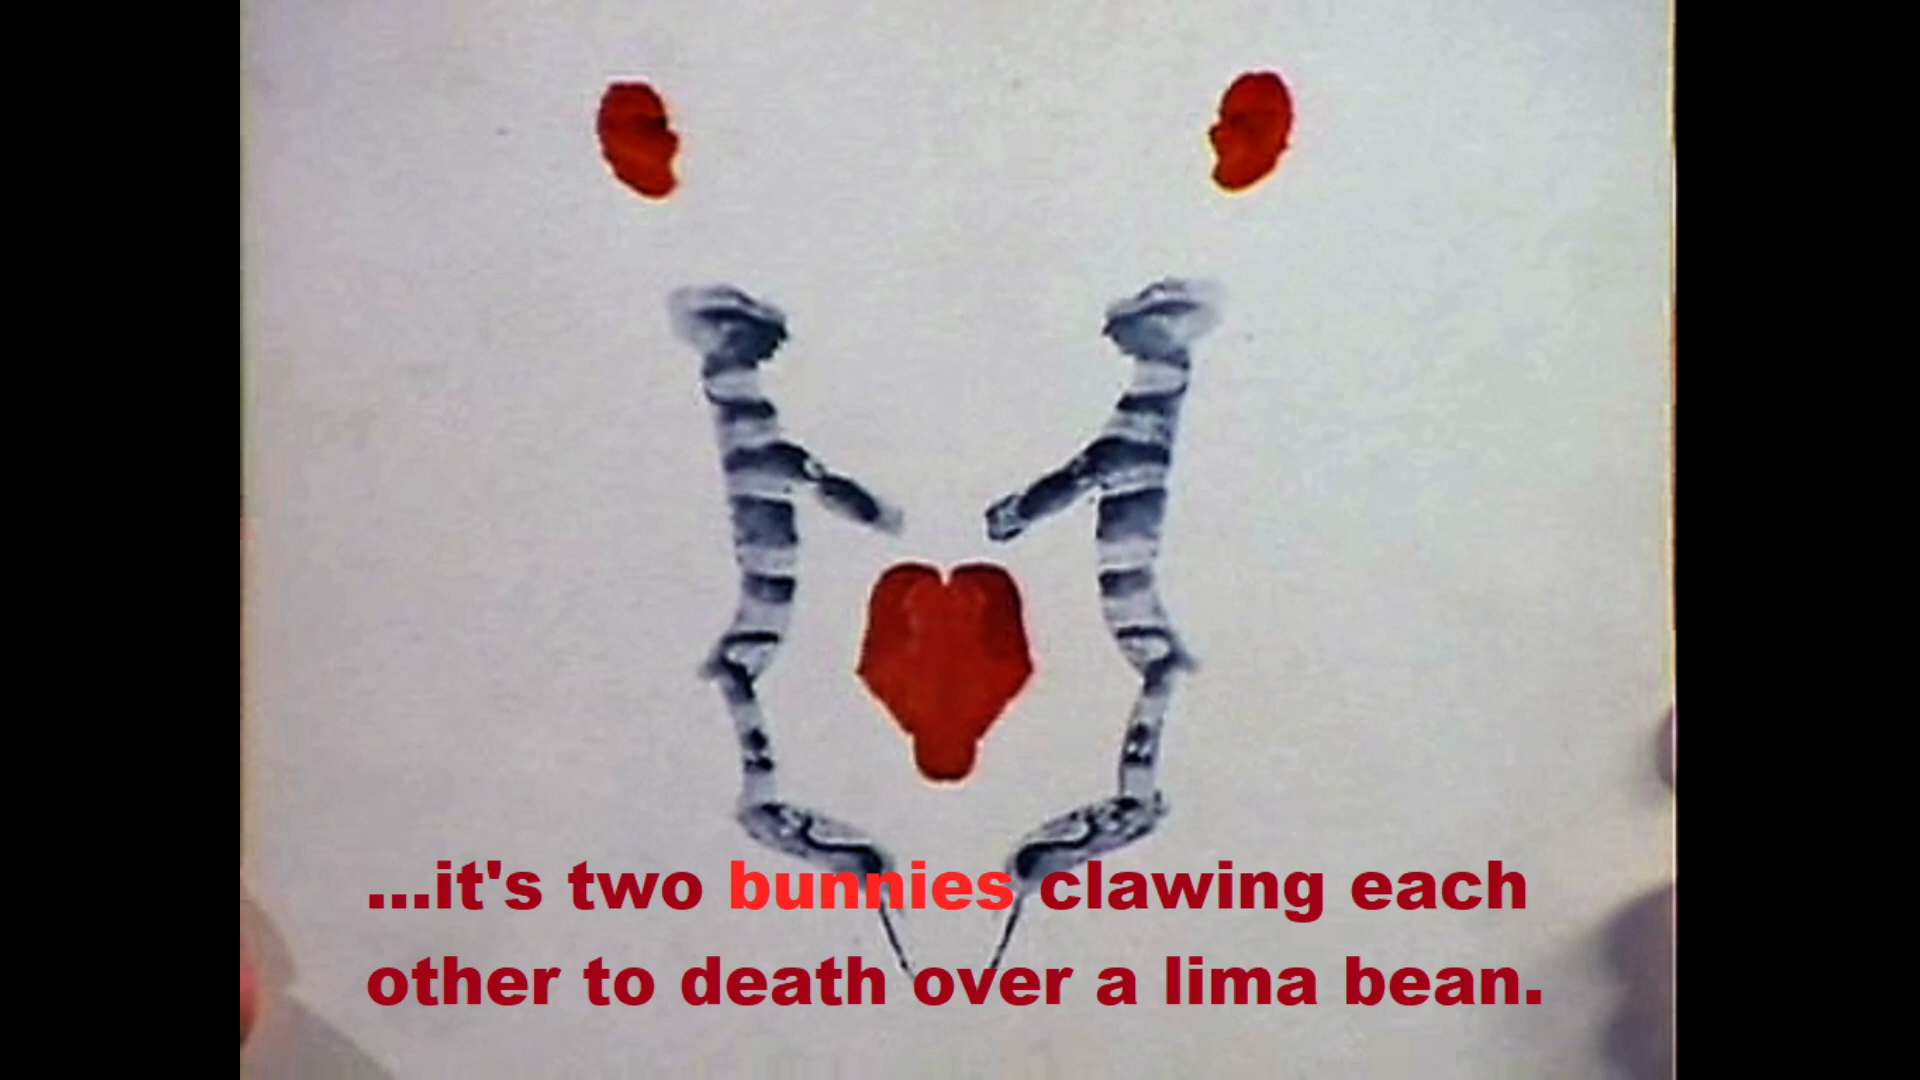 ...it's two bunnies clawing each
other to death over a lima bean.